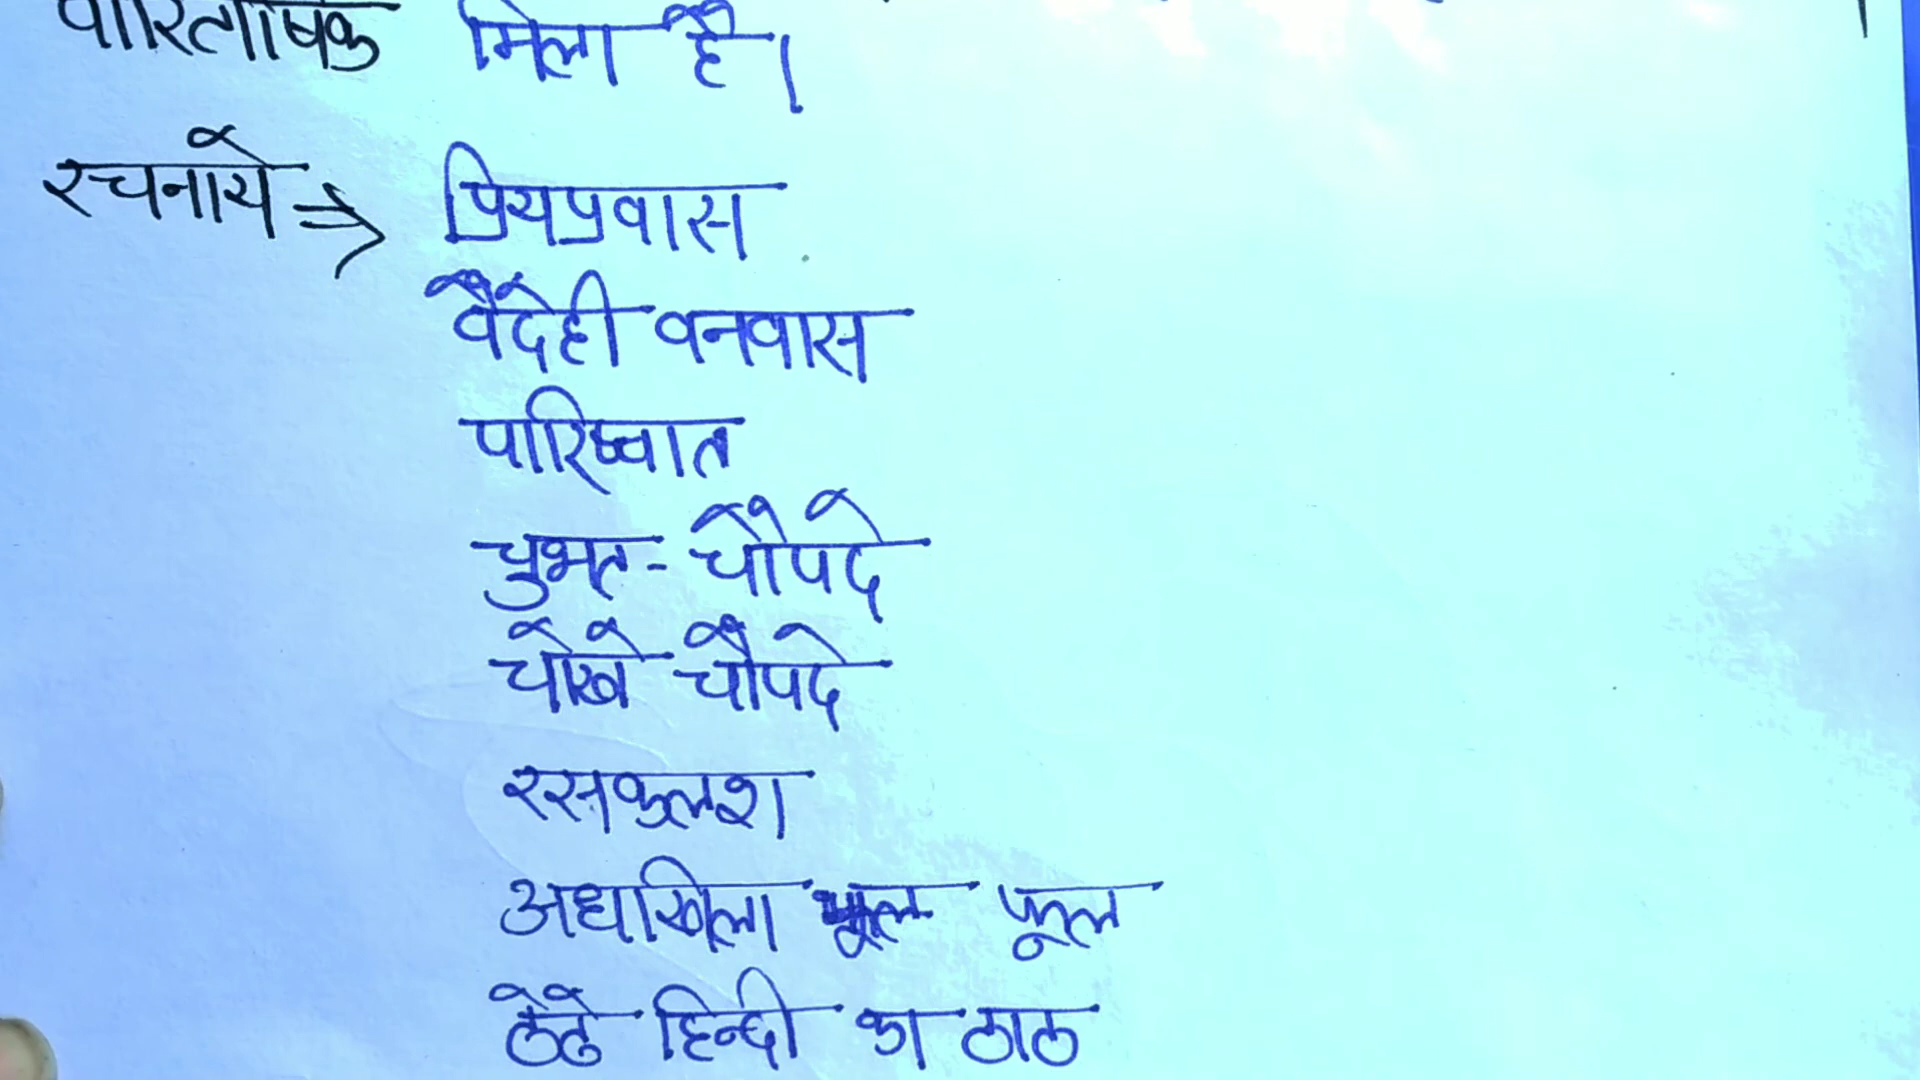 पारितोषिक मिला है।
रचनाये ⇒ प्रियप्रवास
वैदेही वनवास
चुभत-चौपदे
चोखे चौपदे
रसकलश
अधखिला फूल
ठेठे हिन्दी का ठाठ